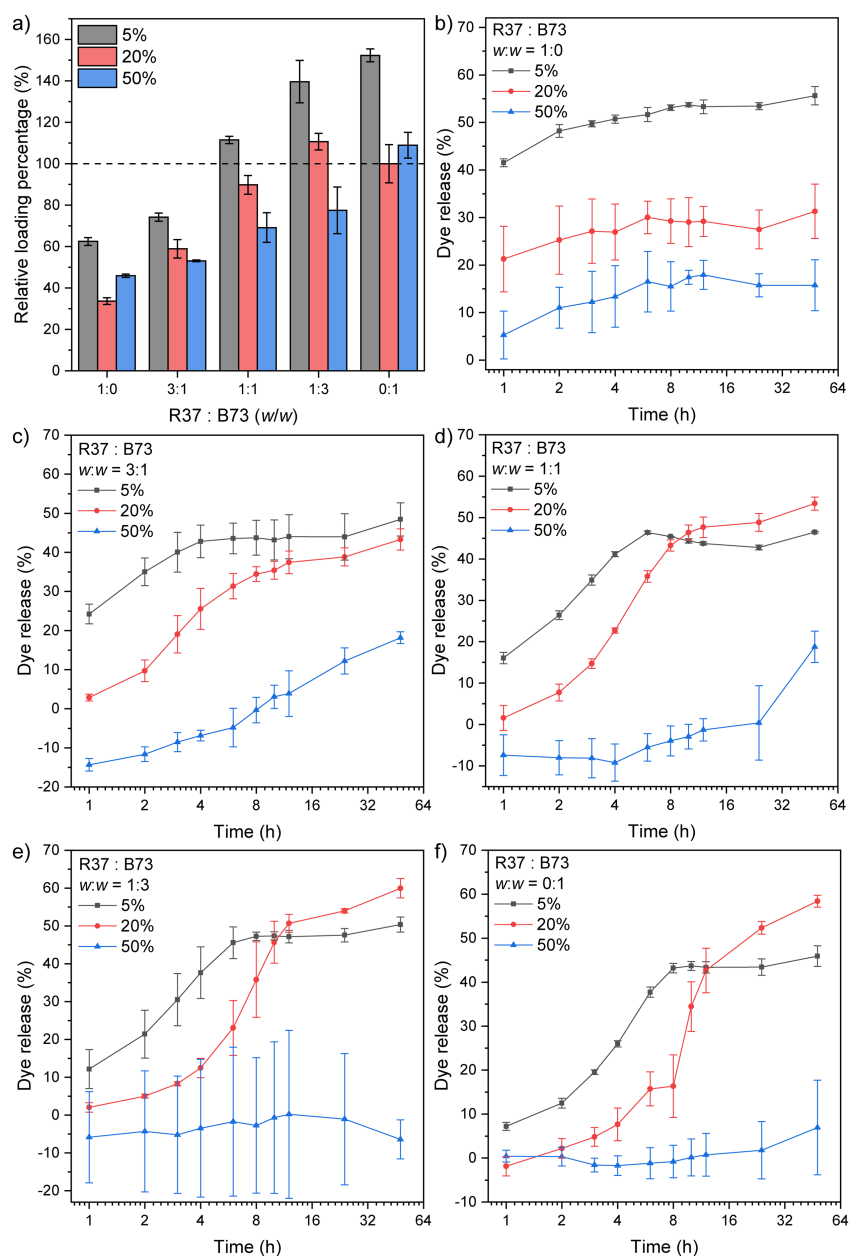 a)
5%
20%
50%
Relative loading percentage (%)
160
140
120
100
80
60
40
20
0
1:0 3:1 1:1 1:3 0:1
R37 : B73 (w/w)
b)
R37 : B73
w:w = 1:0
5%
20%
50%
Dye release (%)
60
50
40
30
20
10
0
1 2 4 8 16 32 64
Time (h)
c)
R37 : B73
w:w = 3:1
5%
20%
50%
Dye release (%)
70
60
50
40
30
20
10
0
-10
-20
1 2 4 8 16 32 64
Time (h)
d)
R37 : B73
w:w = 1:1
5%
20%
50%
Dye release (%)
70
60
50
40
30
20
10
0
-10
1 2 4 8 16 32 64
Time (h)
e)
R37 : B73
w:w = 1:3
5%
20%
50%
Dye release (%)
70
60
50
40
30
20
10
0
-10
-20
1 2 4 8 16 32 64
Time (h)
f)
R37 : B73
w:w = 0:1
5%
20%
50%
Dye release (%)
70
60
50
40
30
20
10
0
-10
1 2 4 8 16 32 64
Time (h)